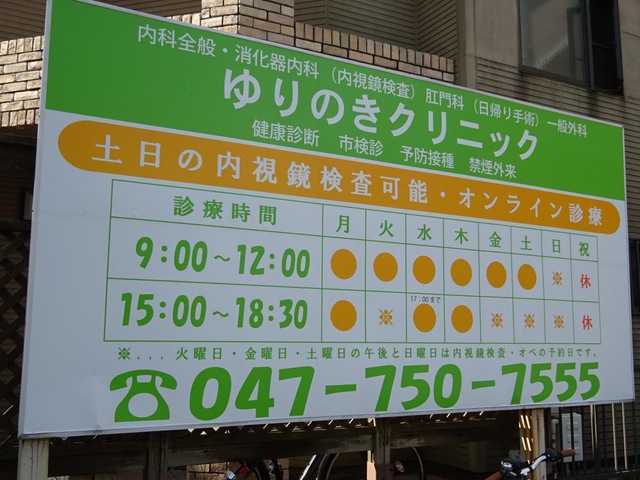 内科全般・消化器内科（内視鏡検査）肛門科（日帰り手術）一般外科
ゆりのきクリニック
健康診断 市検診 予防接種 禁煙外来
土日の内視鏡検査可能・オンライン診療
診療時間 月 火 水 木 金 土 日 祝
9:00～12:00 ● ● ● ● ● ● ※ 休
17:00まで
15:00～18:30 ● ※ ● ● ※ ※ ※ 休
※...火曜日・金曜日・土曜日の午後と日曜日は内視鏡検査・オペの予約日です。
☎047-750-7555